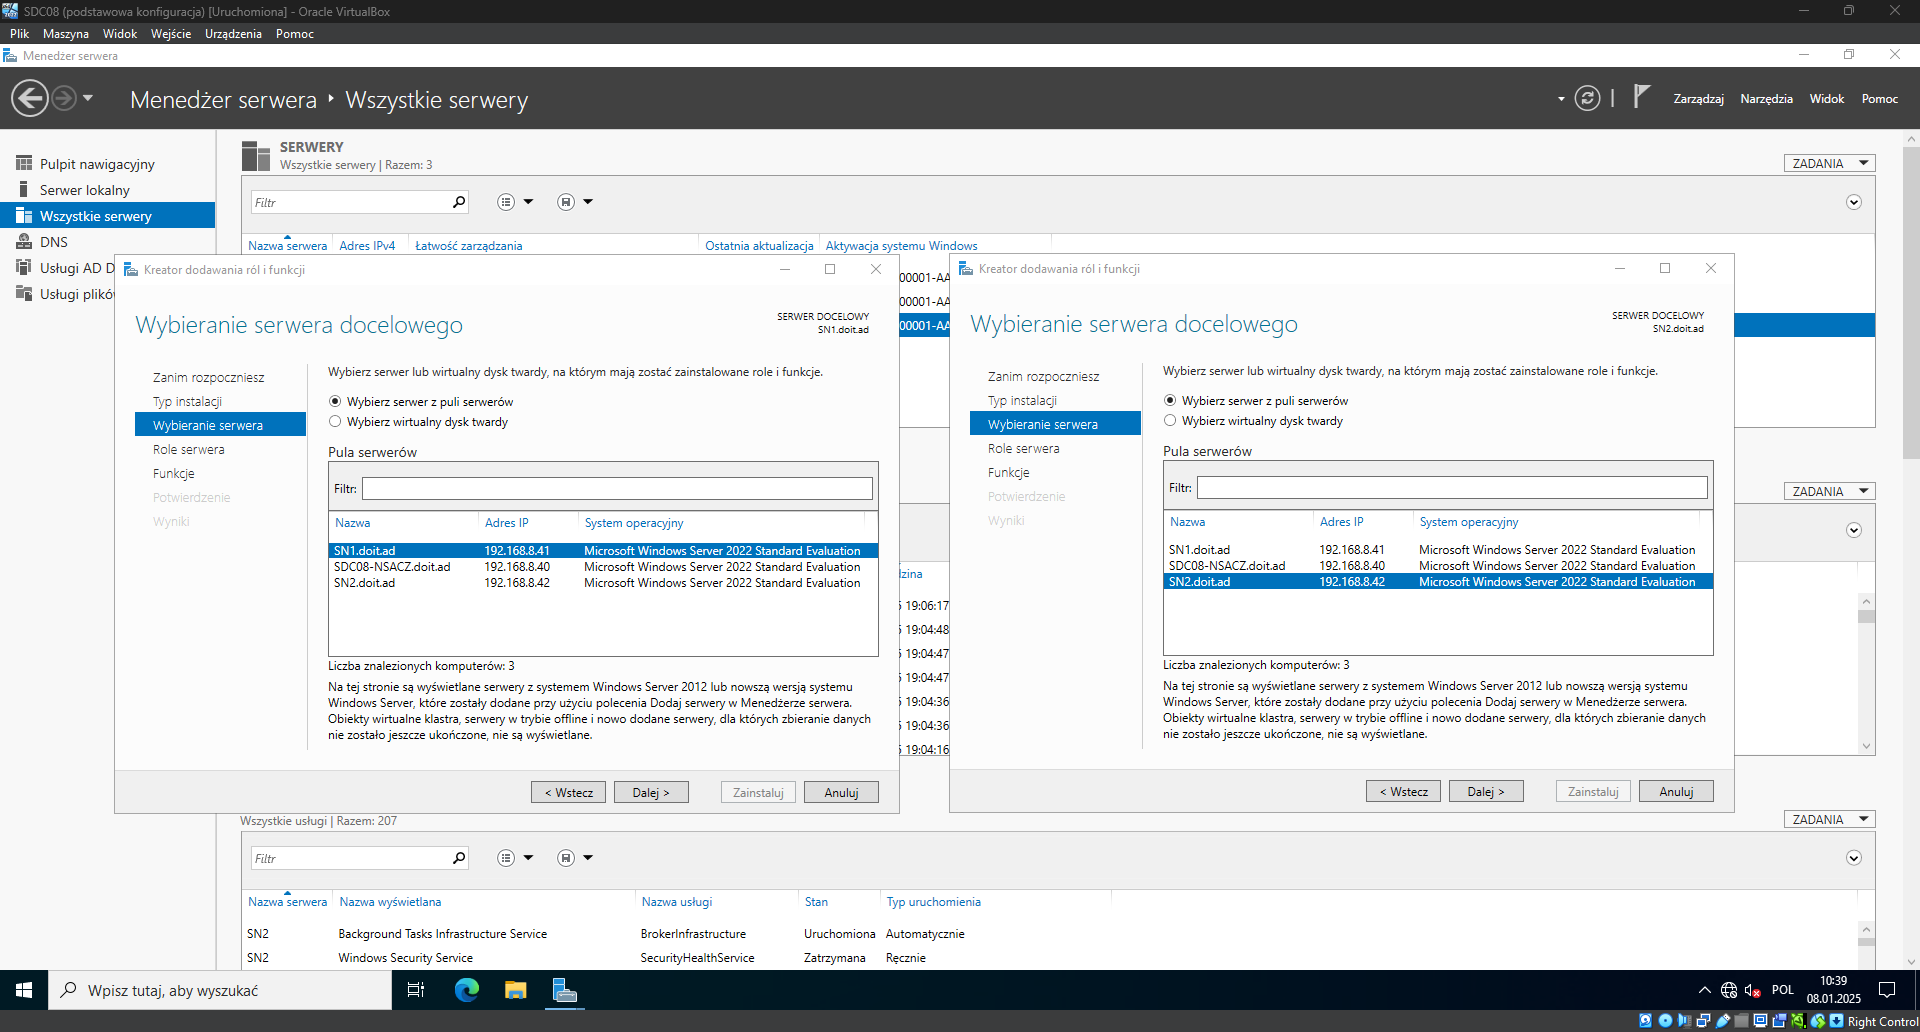 SDC08 (podstawowa konfiguracja) [Uruchomiona] - Oracle VirtualBox
Plik Maszyna Widok Wejście Urządzenia Pomoc
Menedżer serwera
Menedżer serwera ‣ Wszystkie serwery
Zarządzaj Narzędzia Widok Pomoc
Pulpit nawigacyjny
Serwer lokalny
Wszystkie serwery
DNS
Usługi AD D
Usługi plikó
SERWERY
Wszystkie serwery | Razem: 3
ZADANIA
Filtr
Nazwa serwera Adres IPv4 Łatwość zarządzania Ostatnia aktualizacja Aktywacja systemu Windows
00001-AA
00001-AA
00001-AA
Kreator dodawania ról i funkcji
Wybieranie serwera docelowego
SERWER DOCELOWY
SN1.doit.ad
Zanim rozpoczniesz
Typ instalacji
Wybieranie serwera
Role serwera
Funkcje
Potwierdzenie
Wyniki
Wybierz serwer lub wirtualny dysk twardy, na którym mają zostać zainstalowane role i funkcje.
Wybierz serwer z puli serwerów
Wybierz wirtualny dysk twardy
Pula serwerów
Filtr:
Nazwa Adres IP System operacyjny
SN1.doit.ad 192.168.8.41 Microsoft Windows Server 2022 Standard Evaluation
SDC08-NSACZ.doit.ad 192.168.8.40 Microsoft Windows Server 2022 Standard Evaluation
SN2.doit.ad 192.168.8.42 Microsoft Windows Server 2022 Standard Evaluation
Liczba znalezionych komputerów: 3
Na tej stronie są wyświetlane serwery z systemem Windows Server 2012 lub nowszą wersją systemu
Windows Server, które zostały dodane przy użyciu polecenia Dodaj serwery w Menedżerze serwera.
Obiekty wirtualne klastra, serwery w trybie offline i nowo dodane serwery, dla których zbieranie danych
nie zostało jeszcze ukończone, nie są wyświetlane.
< Wstecz Dalej > Zainstaluj Anuluj
Kreator dodawania ról i funkcji
Wybieranie serwera docelowego
SERWER DOCELOWY
SN2.doit.ad
Zanim rozpoczniesz
Typ instalacji
Wybieranie serwera
Role serwera
Funkcje
Potwierdzenie
Wyniki
Wybierz serwer lub wirtualny dysk twardy, na którym mają zostać zainstalowane role i funkcje.
Wybierz serwer z puli serwerów
Wybierz wirtualny dysk twardy
Pula serwerów
Filtr:
Nazwa Adres IP System operacyjny
SN1.doit.ad 192.168.8.41 Microsoft Windows Server 2022 Standard Evaluation
SDC08-NSACZ.doit.ad 192.168.8.40 Microsoft Windows Server 2022 Standard Evaluation
SN2.doit.ad 192.168.8.42 Microsoft Windows Server 2022 Standard Evaluation
Liczba znalezionych komputerów: 3
Na tej stronie są wyświetlane serwery z systemem Windows Server 2012 lub nowszą wersją systemu
Windows Server, które zostały dodane przy użyciu polecenia Dodaj serwery w Menedżerze serwera.
Obiekty wirtualne klastra, serwery w trybie offline i nowo dodane serwery, dla których zbieranie danych
nie zostało jeszcze ukończone, nie są wyświetlane.
< Wstecz Dalej > Zainstaluj Anuluj
ZADANIA
dzina
5 19:06:17
5 19:04:48
5 19:04:47
5 19:04:47
5 19:04:36
5 19:04:36
5 19:04:16
Wszystkie usługi | Razem: 207
ZADANIA
Filtr
Nazwa serwera Nazwa wyświetlana Nazwa usługi Stan Typ uruchomienia
SN2 Background Tasks Infrastructure Service BrokerInfrastructure Uruchomiona Automatycznie
SN2 Windows Security Service SecurityHealthService Zatrzymana Ręcznie
Wpisz tutaj, aby wyszukać
POL
10:39
08.01.2025
Right Control